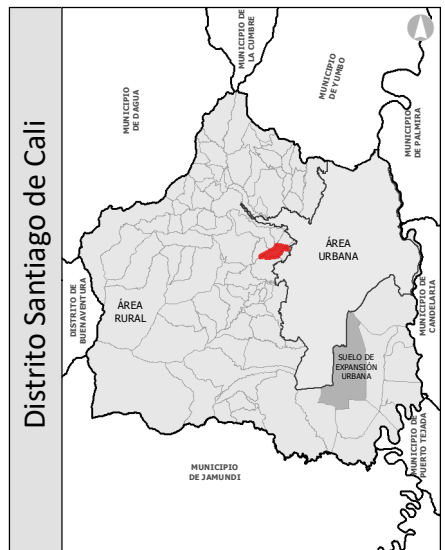 Distrito Santiago de Cali
MUNICIPIO DE
LA CUMBRE
MUNICIPIO
DE YUMBO
MUNICIPIO
DE DAGUA
MUNICIPIO
DE PALMIRA
ÁREA
URBANA
DISTRITO DE
BUENAVENTURA
ÁREA
RURAL
MUNICIPIO DE
CANDELARIA
SUELO DE
EXPANSIÓN
URBANA
MUNICIPIO DE
PUERTO TEJADA
MUNICIPIO
DE JAMUNDI